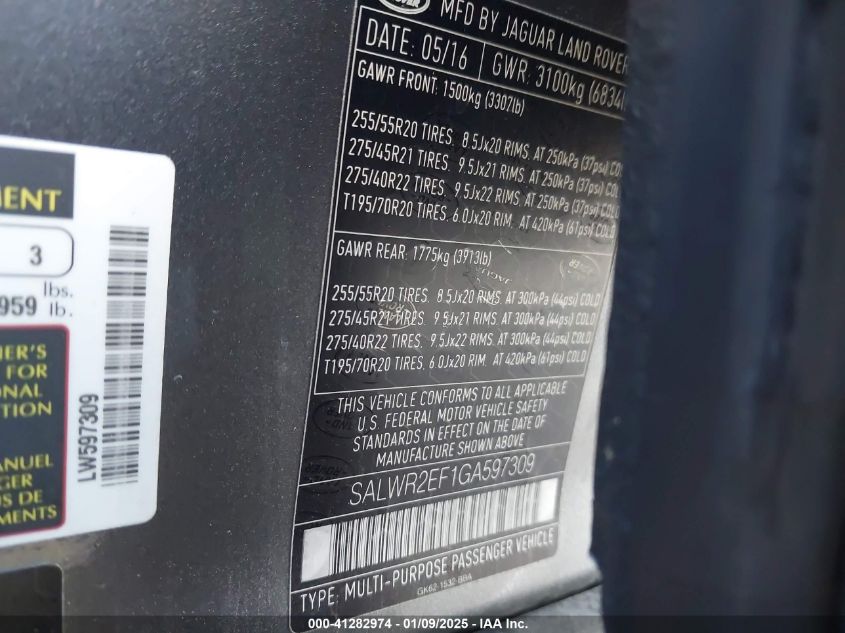 MFD BY JAGUAR LAND ROVER
DATE: 05/16
GWR: 3100kg
GAWR FRONT: 1500kg (3307lb)
255/55R20 TIRES. 8.5Jx20 RIMS. AT 250kPa (37psi) COLD
275/45R21 TIRES. 9.5Jx21 RIMS. AT 250kPa (37psi) COLD
275/40R22 TIRES. 9.5Jx22 RIMS. AT 250kPa (37psi) COLD
T195/70R20 TIRES. 6.0Jx20 RIM. AT 420kPa (61psi) COLD
GAWR REAR: 1775kg (3913lb)
255/55R20 TIRES. 8.5Jx20 RIMS. AT 300kPa (44psi) COLD
275/45R21 TIRES. 9.5Jx21 RIMS. AT 300kPa (44psi) COLD
275/40R22 TIRES. 9.5Jx22 RIMS. AT 300kPa (44psi) COLD
T195/70R20 TIRES. 6.0Jx20 RIM. AT 420kPa (61psi) COLD
THIS VEHICLE CONFORMS TO ALL APPLICABLE
U.S. FEDERAL MOTOR VEHICLE SAFETY
STANDARDS IN EFFECT ON THE DATE OF
MANUFACTURE SHOWN ABOVE
SALWR2EF1GA597309
TYPE: MULTI-PURPOSE PASSENGER VEHICLE
GK62-1532-BBA
3
959 lbs.
lb.
FOR
LW597309
US DE
000-41282974 - 01/09/2025 - IAA Inc.